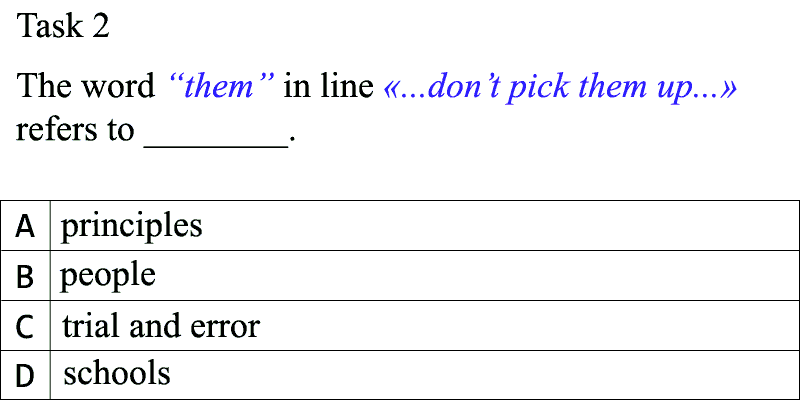 Task 2
The word “them” in line «...don’t pick them up...»
refers to ________.
A principles
B people
C trial and error
D schools